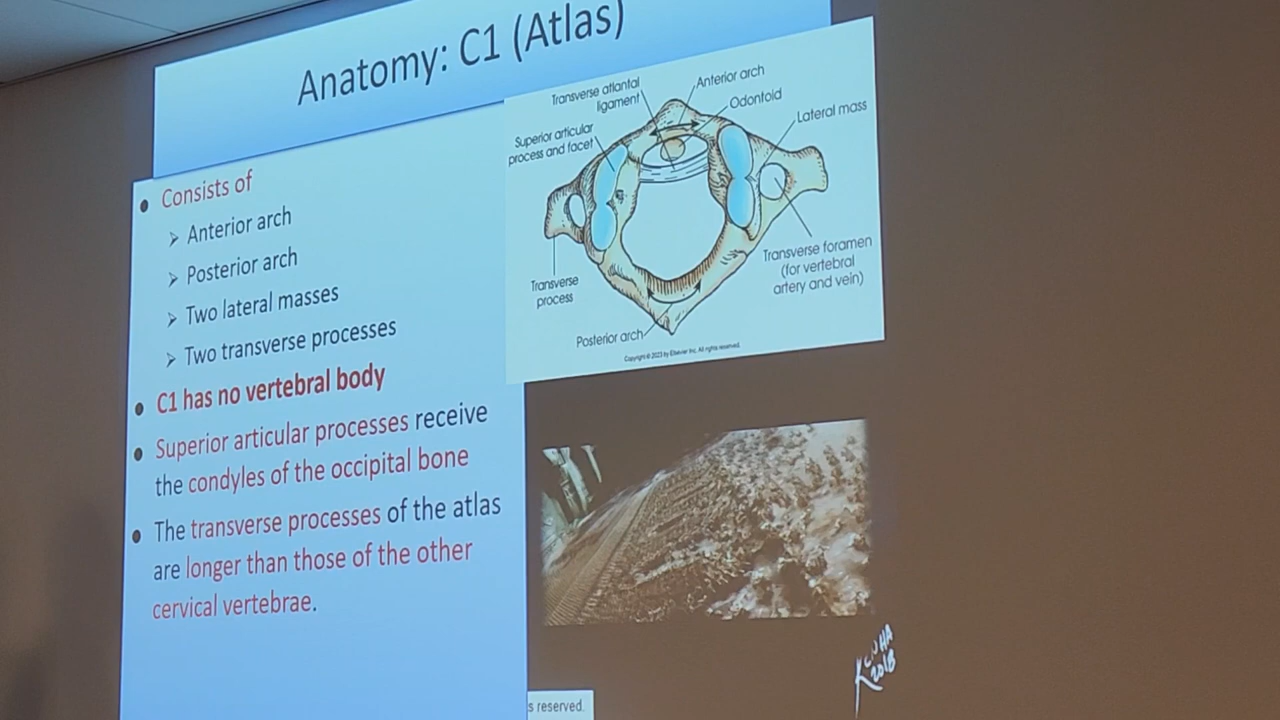 Anatomy: C1 (Atlas)
• Consists of
➢ Anterior arch
➢ Posterior arch
➢ Two lateral masses
➢ Two transverse processes
• C1 has no vertebral body
• Superior articular processes receive
the condyles of the occipital bone
• The transverse processes of the atlas
are longer than those of the other
cervical vertebrae.
Transverse atlantal
ligament
Anterior arch
Odontoid
Lateral mass
Superior articular
process and facet
Transverse
process
Transverse foramen
(for vertebral
artery and vein)
Posterior arch
Copyright © 2023 by Elsevier Inc. All rights reserved.
2018
s reserved.